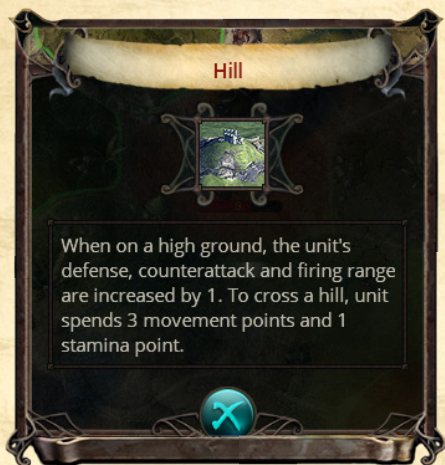 Hill
When on a high ground, the unit's
defense, counterattack and firing range
are increased by 1. To cross a hill, unit
spends 3 movement points and 1
stamina point.